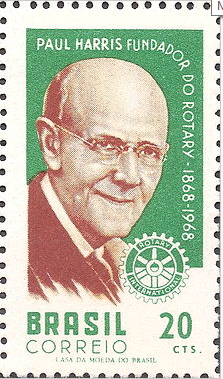 PAUL HARRIS FUNDADOR DO ROTARY - 1868-1968
ROTARY
INTERNATIONAL
BRASIL 20
CORREIO CTS.
CASA DA MOEDA DO BRASIL